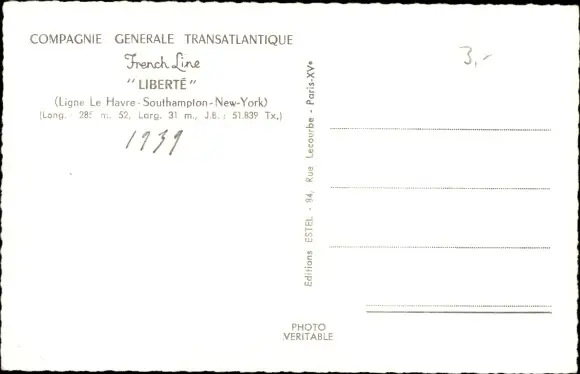 COMPAGNIE GENERALE TRANSATLANTIQUE
French Line
"LIBERTÉ"
(Ligne Le Havre - Southampton - New-York)
(Long. 285 m. 52, Larg. 31 m., J.B. : 51.839 Tx.)
1939
3,-
Editions ESTEL - 94, Rue Lecourbe - Paris-XVe
PHOTO
VERITABLE